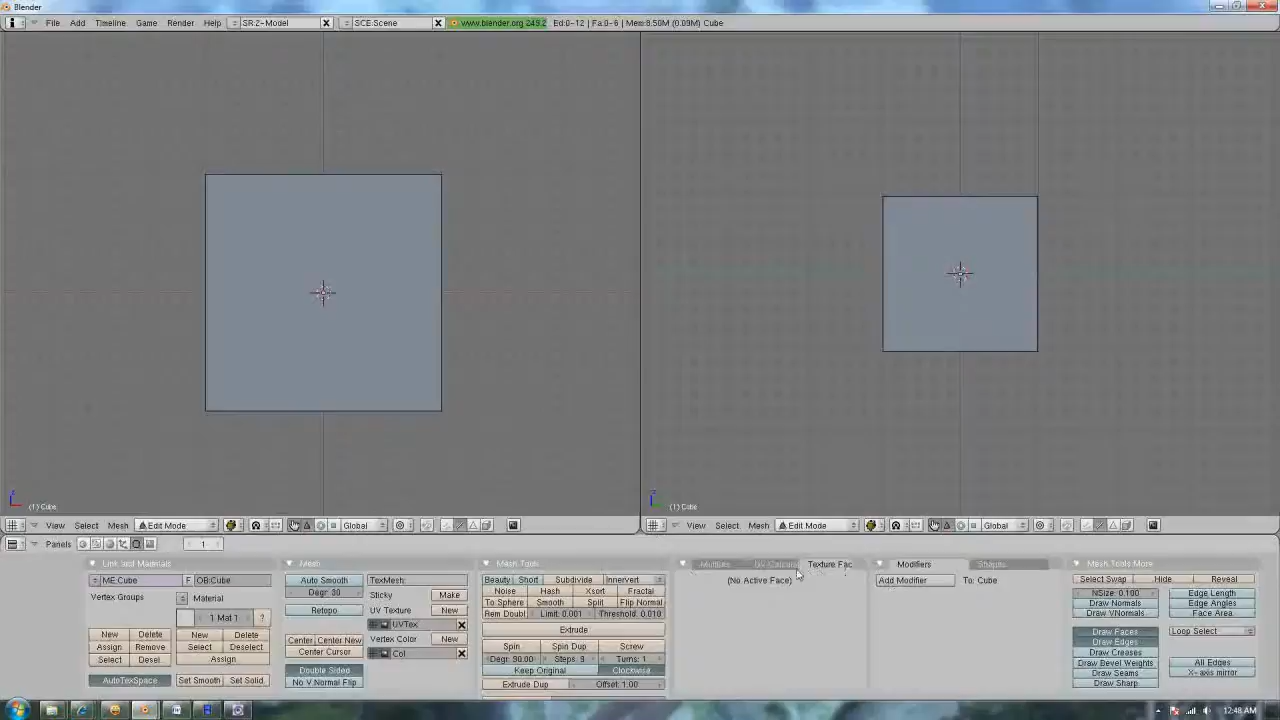 Blender
File Add Timeline Game Render Help SR:2-Model SCE:Scene www.blender.org 249.2 Ed:0-12 | Fa:0-6 | Mem:8.50M (0.09M) Cube
(1) Cube
(1) Cube
View Select Mesh Edit Mode Global
View Select Mesh Edit Mode Global
Panels 1
Link and Materials
ME:Cube F OB:Cube
Vertex Groups
Material
1 Mat 1 ?
New Delete New Delete
Assign Remove Select Deselect
Select Desel. Assign
AutoTexSpace Set Smooth Set Solid
Mesh
Auto Smooth TexMesh:
Degr: 30 Sticky Make
Retopo UV Texture New
UVTex
Center Center New Vertex Color New
Center Cursor Col
Double Sided
No V.Normal Flip
Mesh Tools
Beauty Short Subdivide Innervert
Noise Hash Xsort Fractal
To Sphere Smooth Split Flip Normal
Rem Doubl Limit: 0.001 Threshold: 0.010
Extrude
Spin Spin Dup Screw
Degr: 90.00 Steps: 9 Turns: 1
Keep Original Clockwise
Extrude Dup Offset: 1.00
Multires Texture Fac
(No Active Face)
Modifiers Shapes
Add Modifier To: Cube
Mesh Tools More
Select Swap Hide Reveal
NSize: 0.100 Edge Length
Draw Normals Edge Angles
Draw VNormals Face Area
Draw Faces Loop Select
Draw Edges
Draw Creases
Draw Bevel Weights All Edges
Draw Seams X-axis mirror
Draw Sharp
12:48 AM